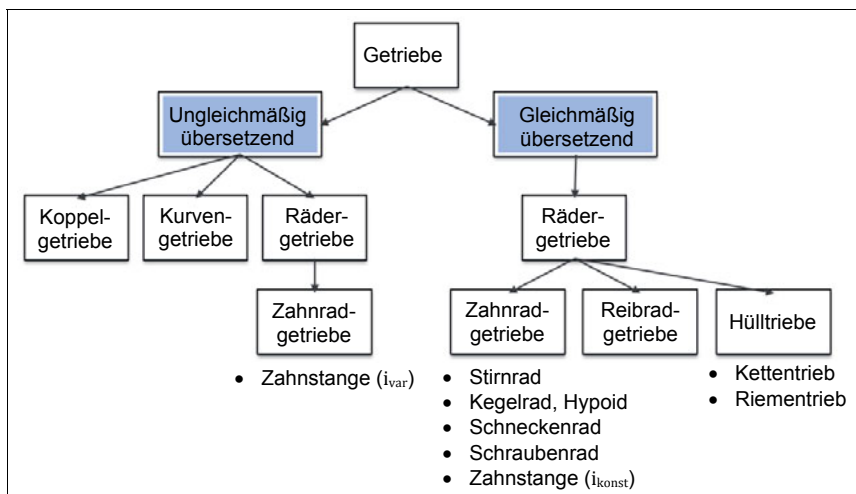 Getriebe
Ungleichmäßig
übersetzend
Gleichmäßig
übersetzend
Koppel-
getriebe
Kurven-
getriebe
Räder-
getriebe
Räder-
getriebe
Zahnrad-
getriebe
Zahnrad-
getriebe
Reibrad-
getriebe
Hülltriebe
• Zahnstange (ivar)
• Stirnrad
• Kegelrad, Hypoid
• Schneckenrad
• Schraubenrad
• Zahnstange (ikonst)
• Kettentrieb
• Riementrieb